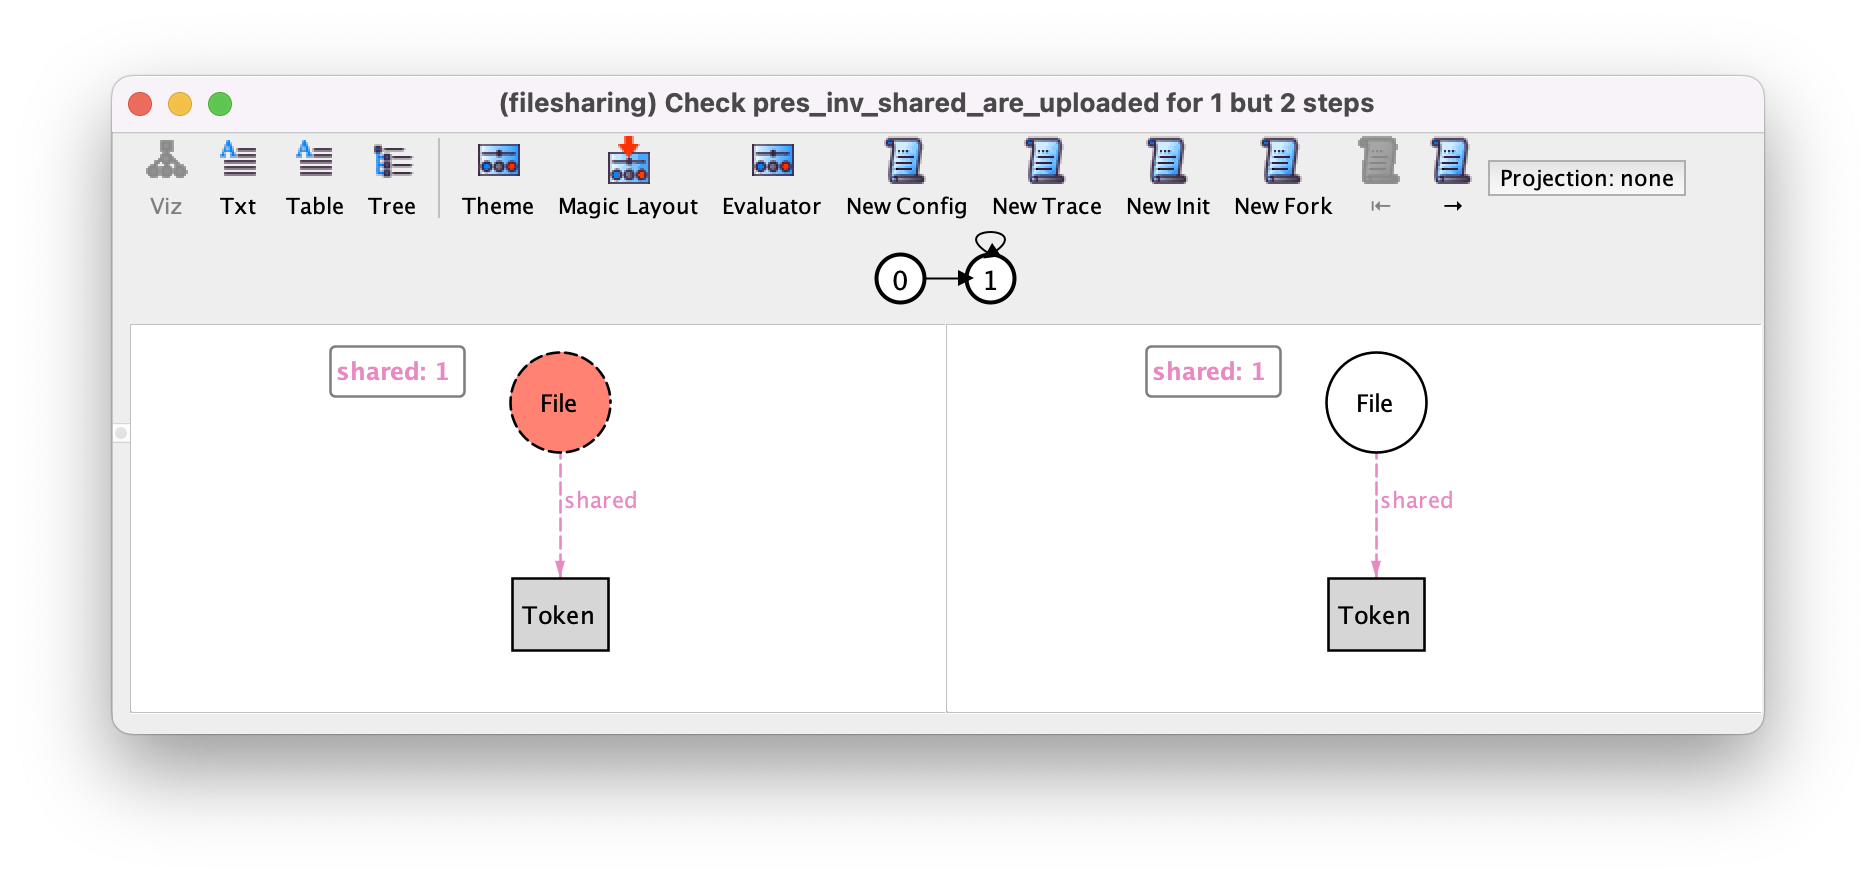 (filesharing) Check pres_inv_shared_are_uploaded for 1 but 2 steps
Viz Txt Table Tree Theme Magic Layout Evaluator New Config New Trace New Init New Fork Projection: none
0 1
shared: 1 File
shared
Token
shared: 1 File
shared
Token